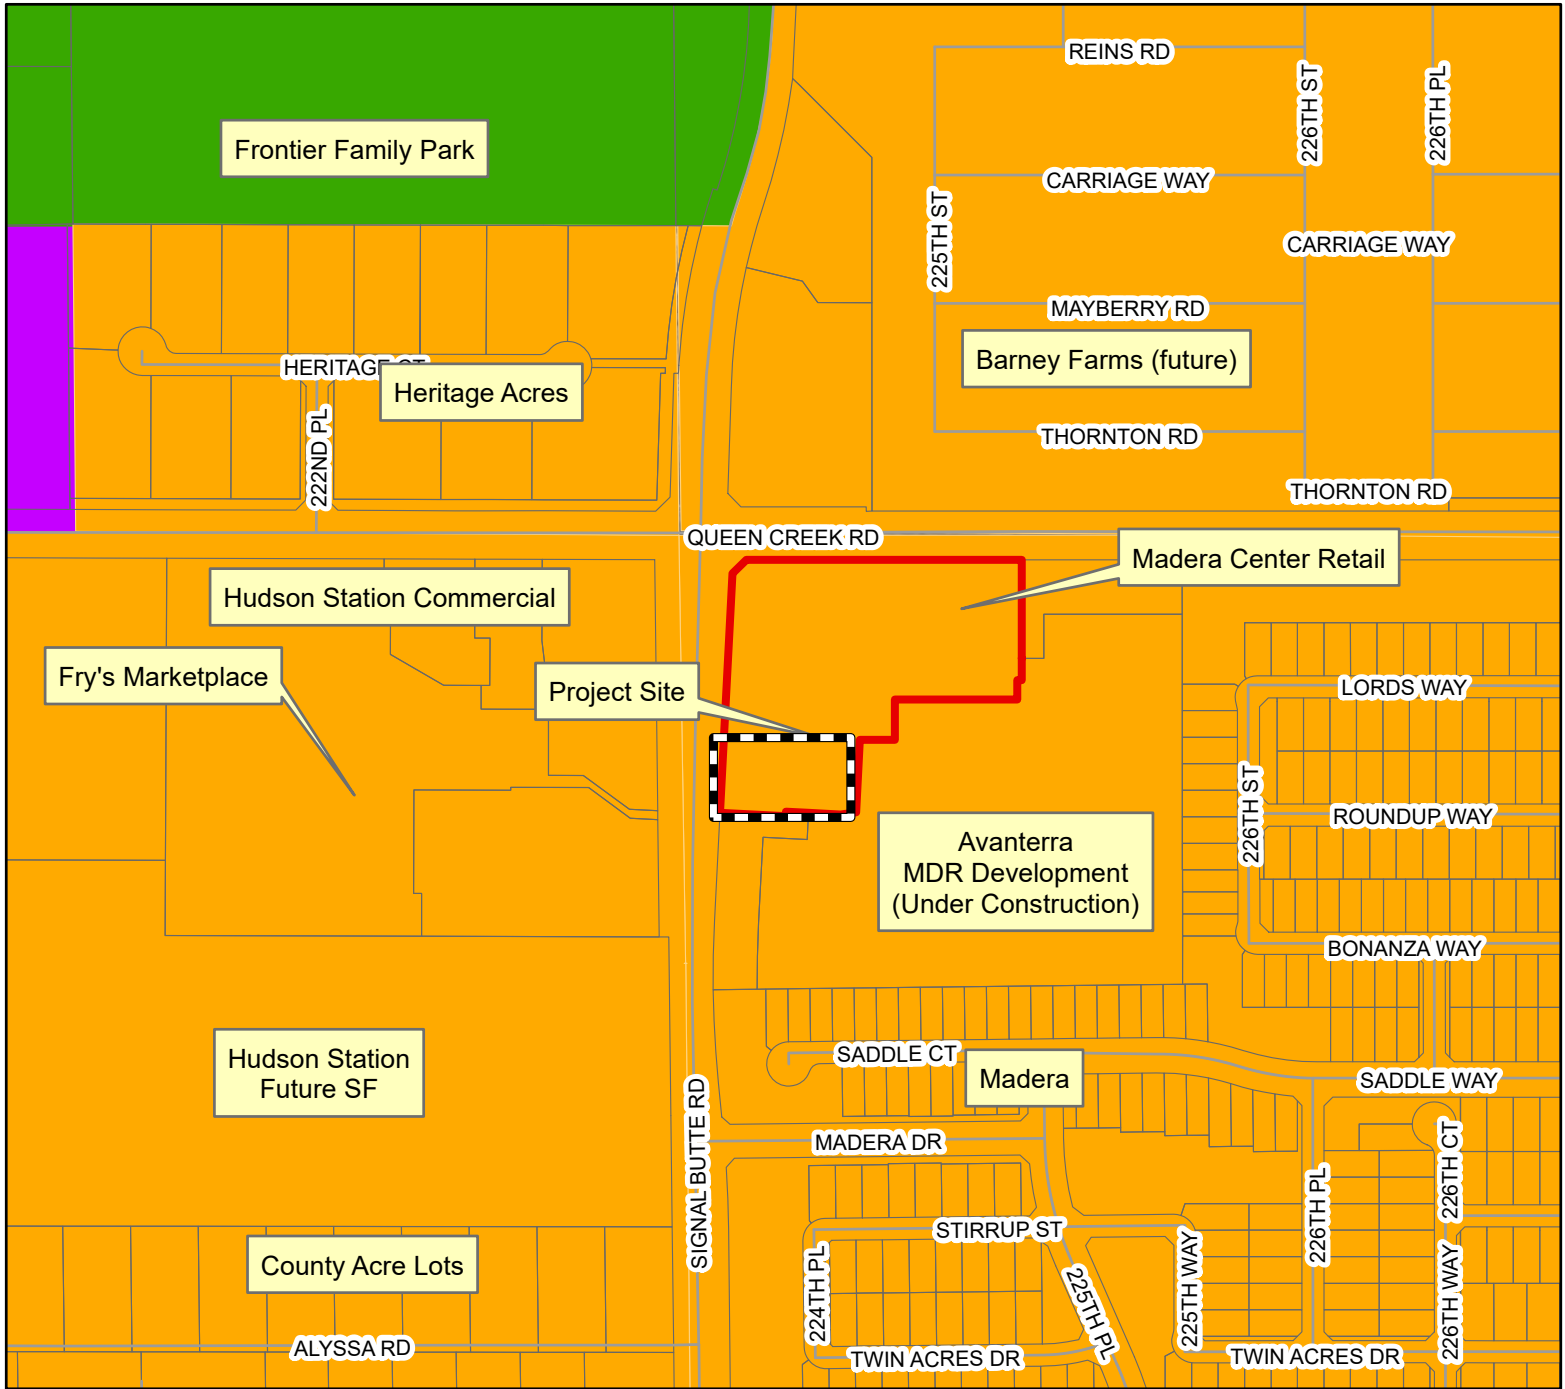 REINS RD
226TH ST
226TH PL
Frontier Family Park
CARRIAGE WAY
225TH ST
CARRIAGE WAY
MAYBERRY RD
Barney Farms (future)
HERITAGE CT
Heritage Acres
222ND PL
THORNTON RD
THORNTON RD
QUEEN CREEK RD
Madera Center Retail
Hudson Station Commercial
Fry's Marketplace
Project Site
LORDS WAY
226TH ST
ROUNDUP WAY
Avanterra
MDR Development
(Under Construction)
BONANZA WAY
Hudson Station
Future SF
SADDLE CT
Madera
SADDLE WAY
SIGNAL BUTTE RD
MADERA DR
226TH PL
226TH CT
STIRRUP ST
County Acre Lots
224TH PL
225TH PL
225TH WAY
226TH WAY
ALYSSA RD
TWIN ACRES DR
TWIN ACRES DR